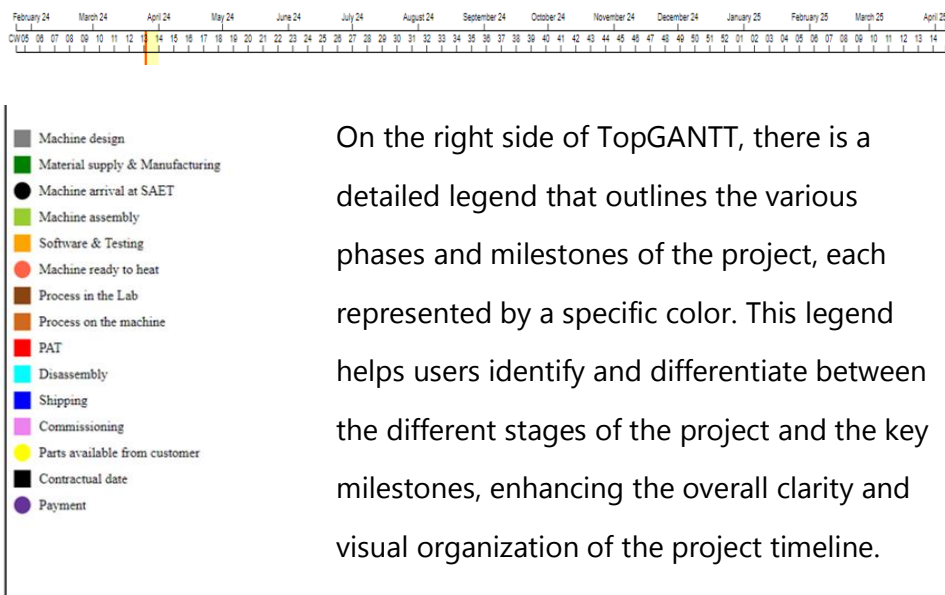 February 24 March 24 April 24 May 24 June 24 July 24 August 24 September 24 October 24 November 24 December 24 January 25 February 25 March 25 April 25
CW05 06 07 08 09 10 11 12 13 14 15 16 17 18 19 20 21 22 23 24 25 26 27 28 29 30 31 32 33 34 35 36 37 38 39 40 41 42 43 44 45 46 47 48 49 50 51 52 01 02 03 04 05 06 07 08 09 10 11 12 13 14
Machine design
Material supply & Manufacturing
Machine arrival at SAET
Machine assembly
Software & Testing
Machine ready to heat
Process in the Lab
Process on the machine
PAT
Disassembly
Shipping
Commissioning
Parts available from customer
Contractual date
Payment
On the right side of TopGANTT, there is a
detailed legend that outlines the various
phases and milestones of the project, each
represented by a specific color. This legend
helps users identify and differentiate between
the different stages of the project and the key
milestones, enhancing the overall clarity and
visual organization of the project timeline.